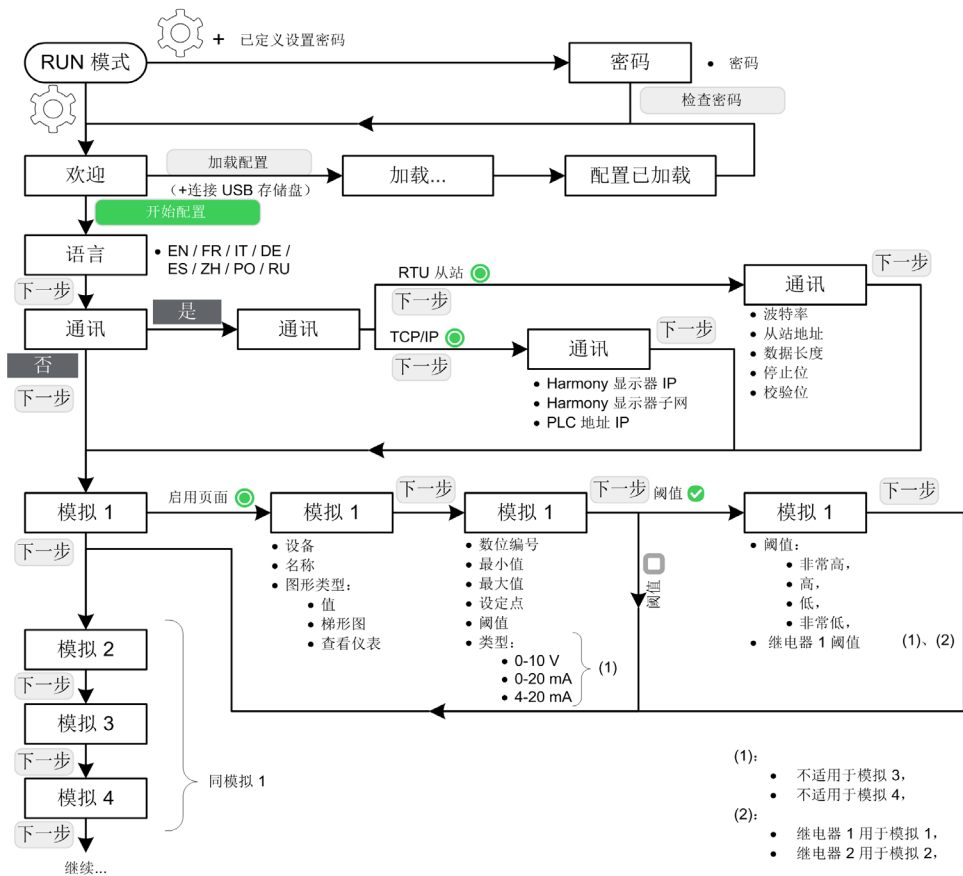 + 已定义设置密码
RUN 模式
密码
• 密码
检查密码
欢迎
加载配置
（+连接 USB 存储盘）
加载...
配置已加载
开始配置
语言
• EN / FR / IT / DE /
ES / ZH / PO / RU
下一步
通讯
是
通讯
RTU 从站
下一步
通讯
下一步
• 波特率
• 从站地址
• 数据长度
• 停止位
• 校验位
TCP/IP
下一步
通讯
下一步
• Harmony 显示器 IP
• Harmony 显示器子网
• PLC 地址 IP
否
下一步
模拟 1
启用页面
模拟 1
下一步
• 设备
• 名称
• 图形类型：
• 值
• 梯形图
• 查看仪表
模拟 1
下一步
• 数位编号
• 最小值
• 最大值
• 设定点
• 阈值
• 类型：
• 0-10 V
• 0-20 mA
• 4-20 mA
(1)
阈值
阈值
模拟 1
下一步
• 阈值：
• 非常高，
• 高，
• 低，
• 非常低，
• 继电器 1 阈值
(1)、(2)
下一步
模拟 2
下一步
模拟 3
下一步
模拟 4
下一步
同模拟 1
继续...
(1)：
• 不适用于模拟 3，
• 不适用于模拟 4，
(2)：
• 继电器 1 用于模拟 1，
• 继电器 2 用于模拟 2，